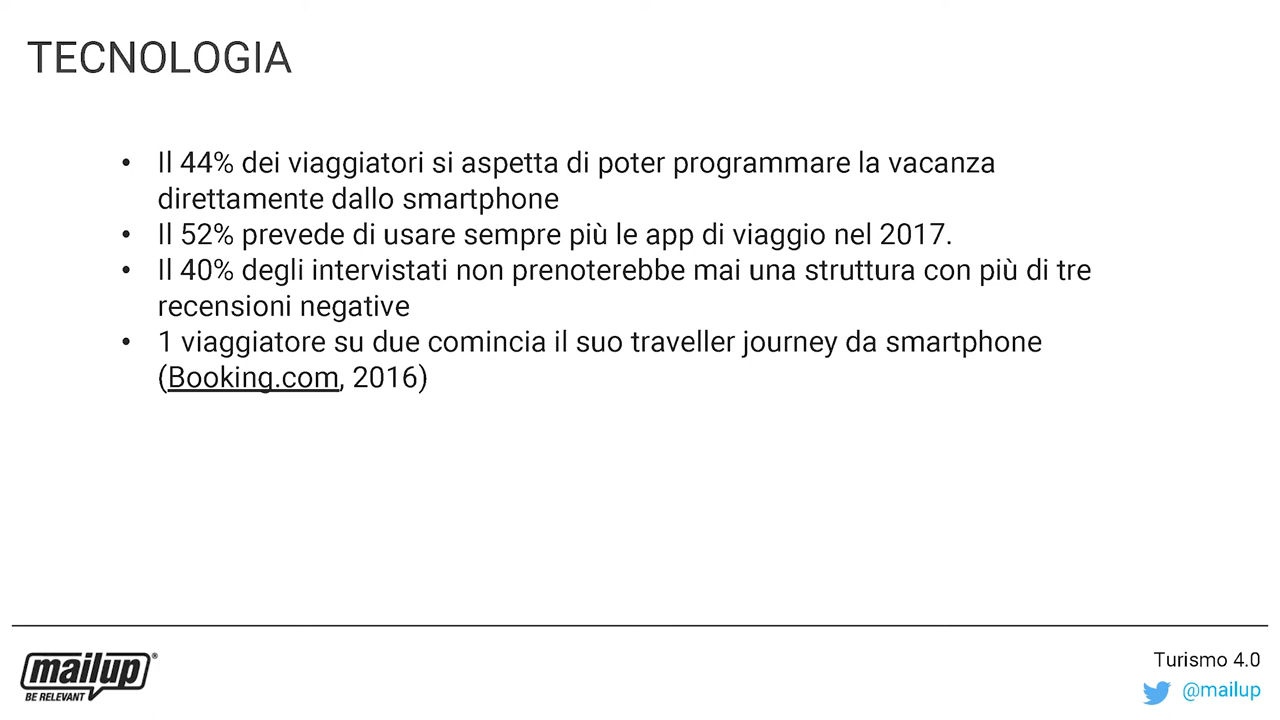 TECNOLOGIA
• Il 44% dei viaggiatori si aspetta di poter programmare la vacanza
direttamente dallo smartphone
• Il 52% prevede di usare sempre più le app di viaggio nel 2017.
• Il 40% degli intervistati non prenoterebbe mai una struttura con più di tre
recensioni negative
• 1 viaggiatore su due comincia il suo traveller journey da smartphone
(Booking.com, 2016)
mailup®
BE RELEVANT
Turismo 4.0
@mailup